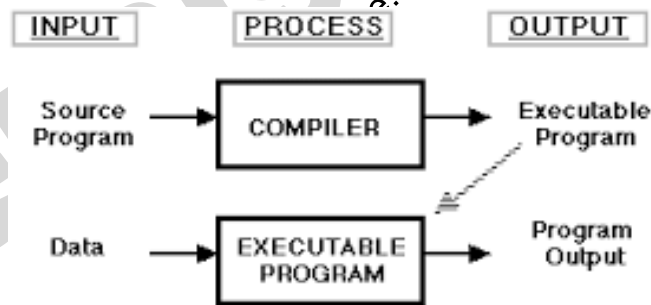 INPUT PROCESS OUTPUT
Source Program
COMPILER
Executable Program
Data
EXECUTABLE PROGRAM
Program Output